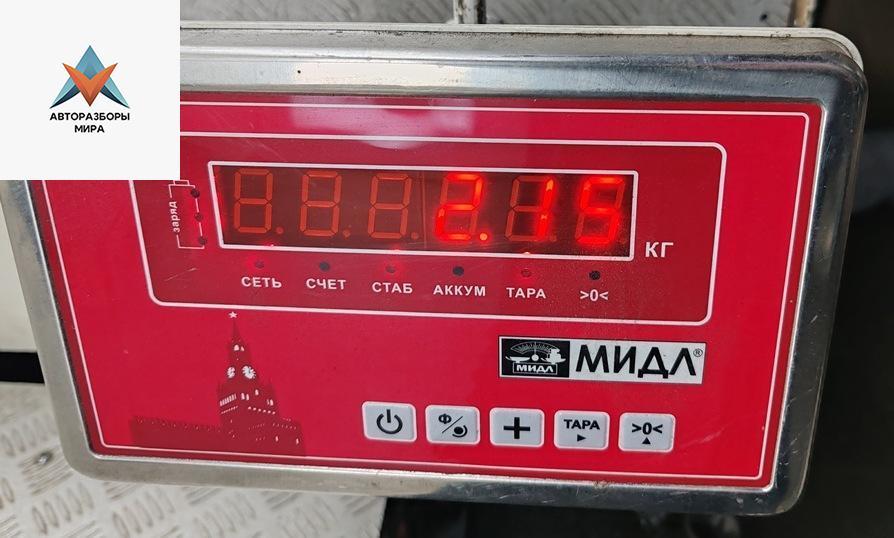 АВТОРАЗБОРЫ
МИРА
заряд
2.15
КГ
СЕТЬ СЧЕТ СТАБ АККУМ ТАРА >0<
МИДЛ МИДЛ®
Ф ТАРА >0<